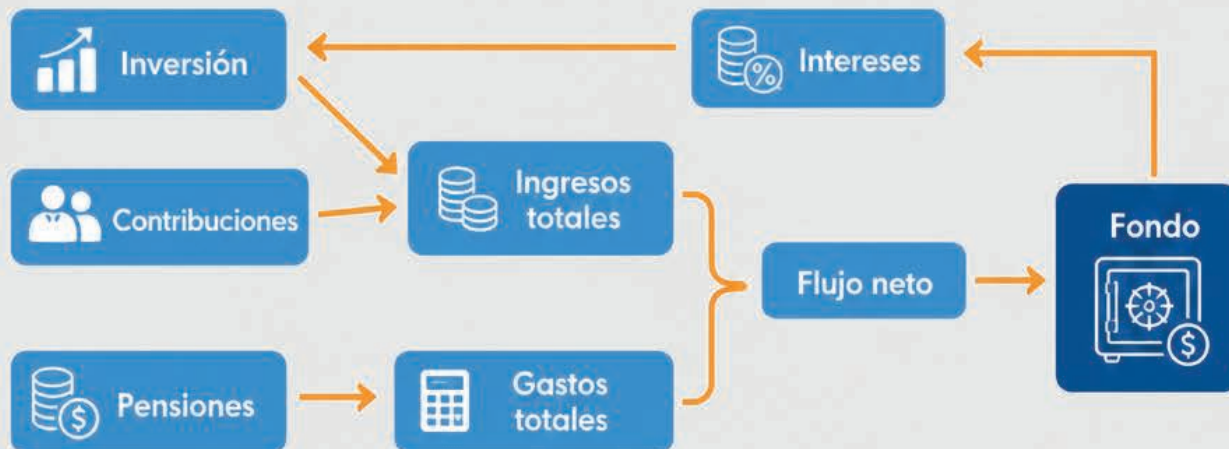 Inversión
Intereses
Contribuciones
Ingresos
totales
Fondo
Flujo neto
Pensiones
Gastos
totales